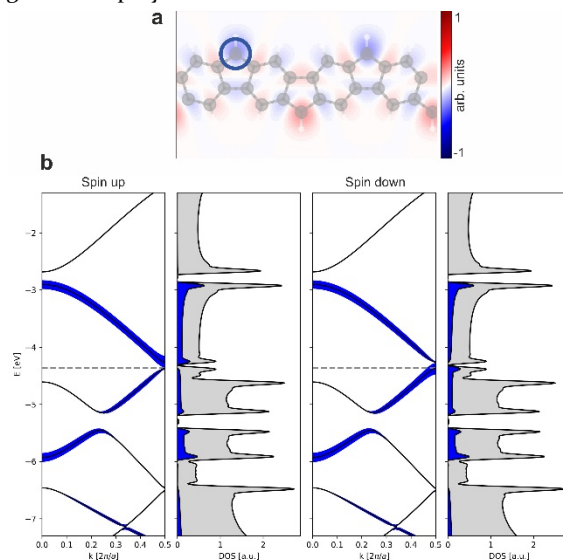 a
1
arb. units
-1
b
Spin up
Spin down
E [eV]
-2
-3
-4
-5
-6
-7
0.0 0.1 0.2 0.3 0.4 0.5
k [2π/a]
0 1 2
DOS [a.u.]
0.0 0.1 0.2 0.3 0.4 0.5
k [2π/a]
0 1 2
DOS [a.u.]